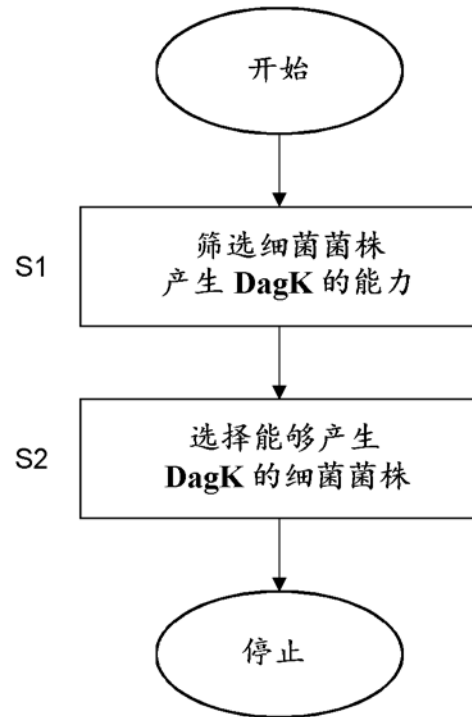 开始
S1
筛选细菌菌株
产生 DagK 的能力
S2
选择能够产生
DagK 的细菌菌株
停止